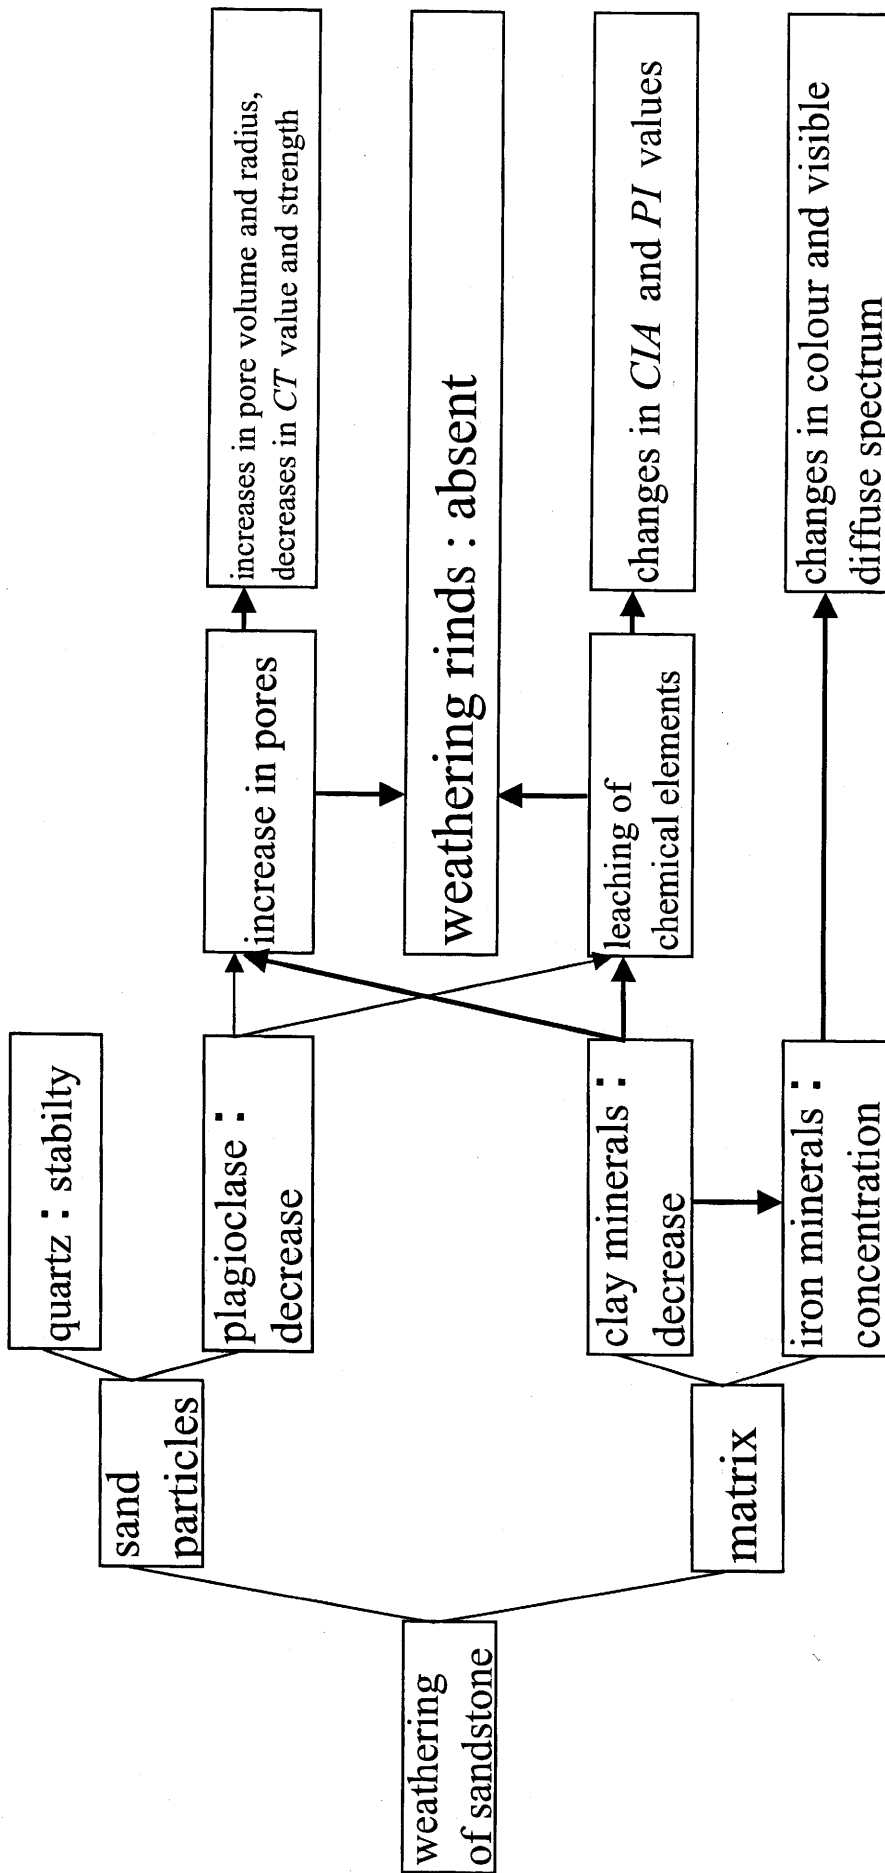 weathering
of sandstone
sand
particles
matrix
quartz : stabilty
plagioclase :
decrease
clay minerals :
decrease
iron minerals :
concentration
increase in pores
leaching of
chemical elements
increases in pore volume and radius,
decreases in CT value and strength
weathering rinds : absent
changes in CIA and PI values
changes in colour and visible
diffuse spectrum